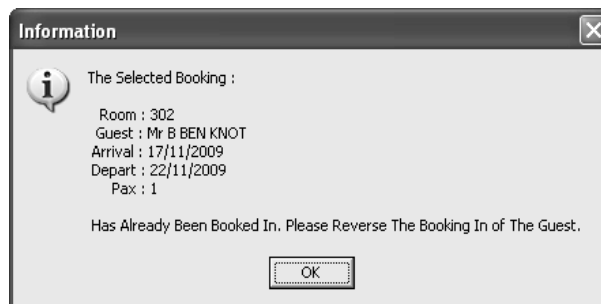 Information
The Selected Booking :
Room : 302
Guest : Mr B BEN KNOT
Arrival : 17/11/2009
Depart : 22/11/2009
Pax : 1
Has Already Been Booked In. Please Reverse The Booking In of The Guest.
OK